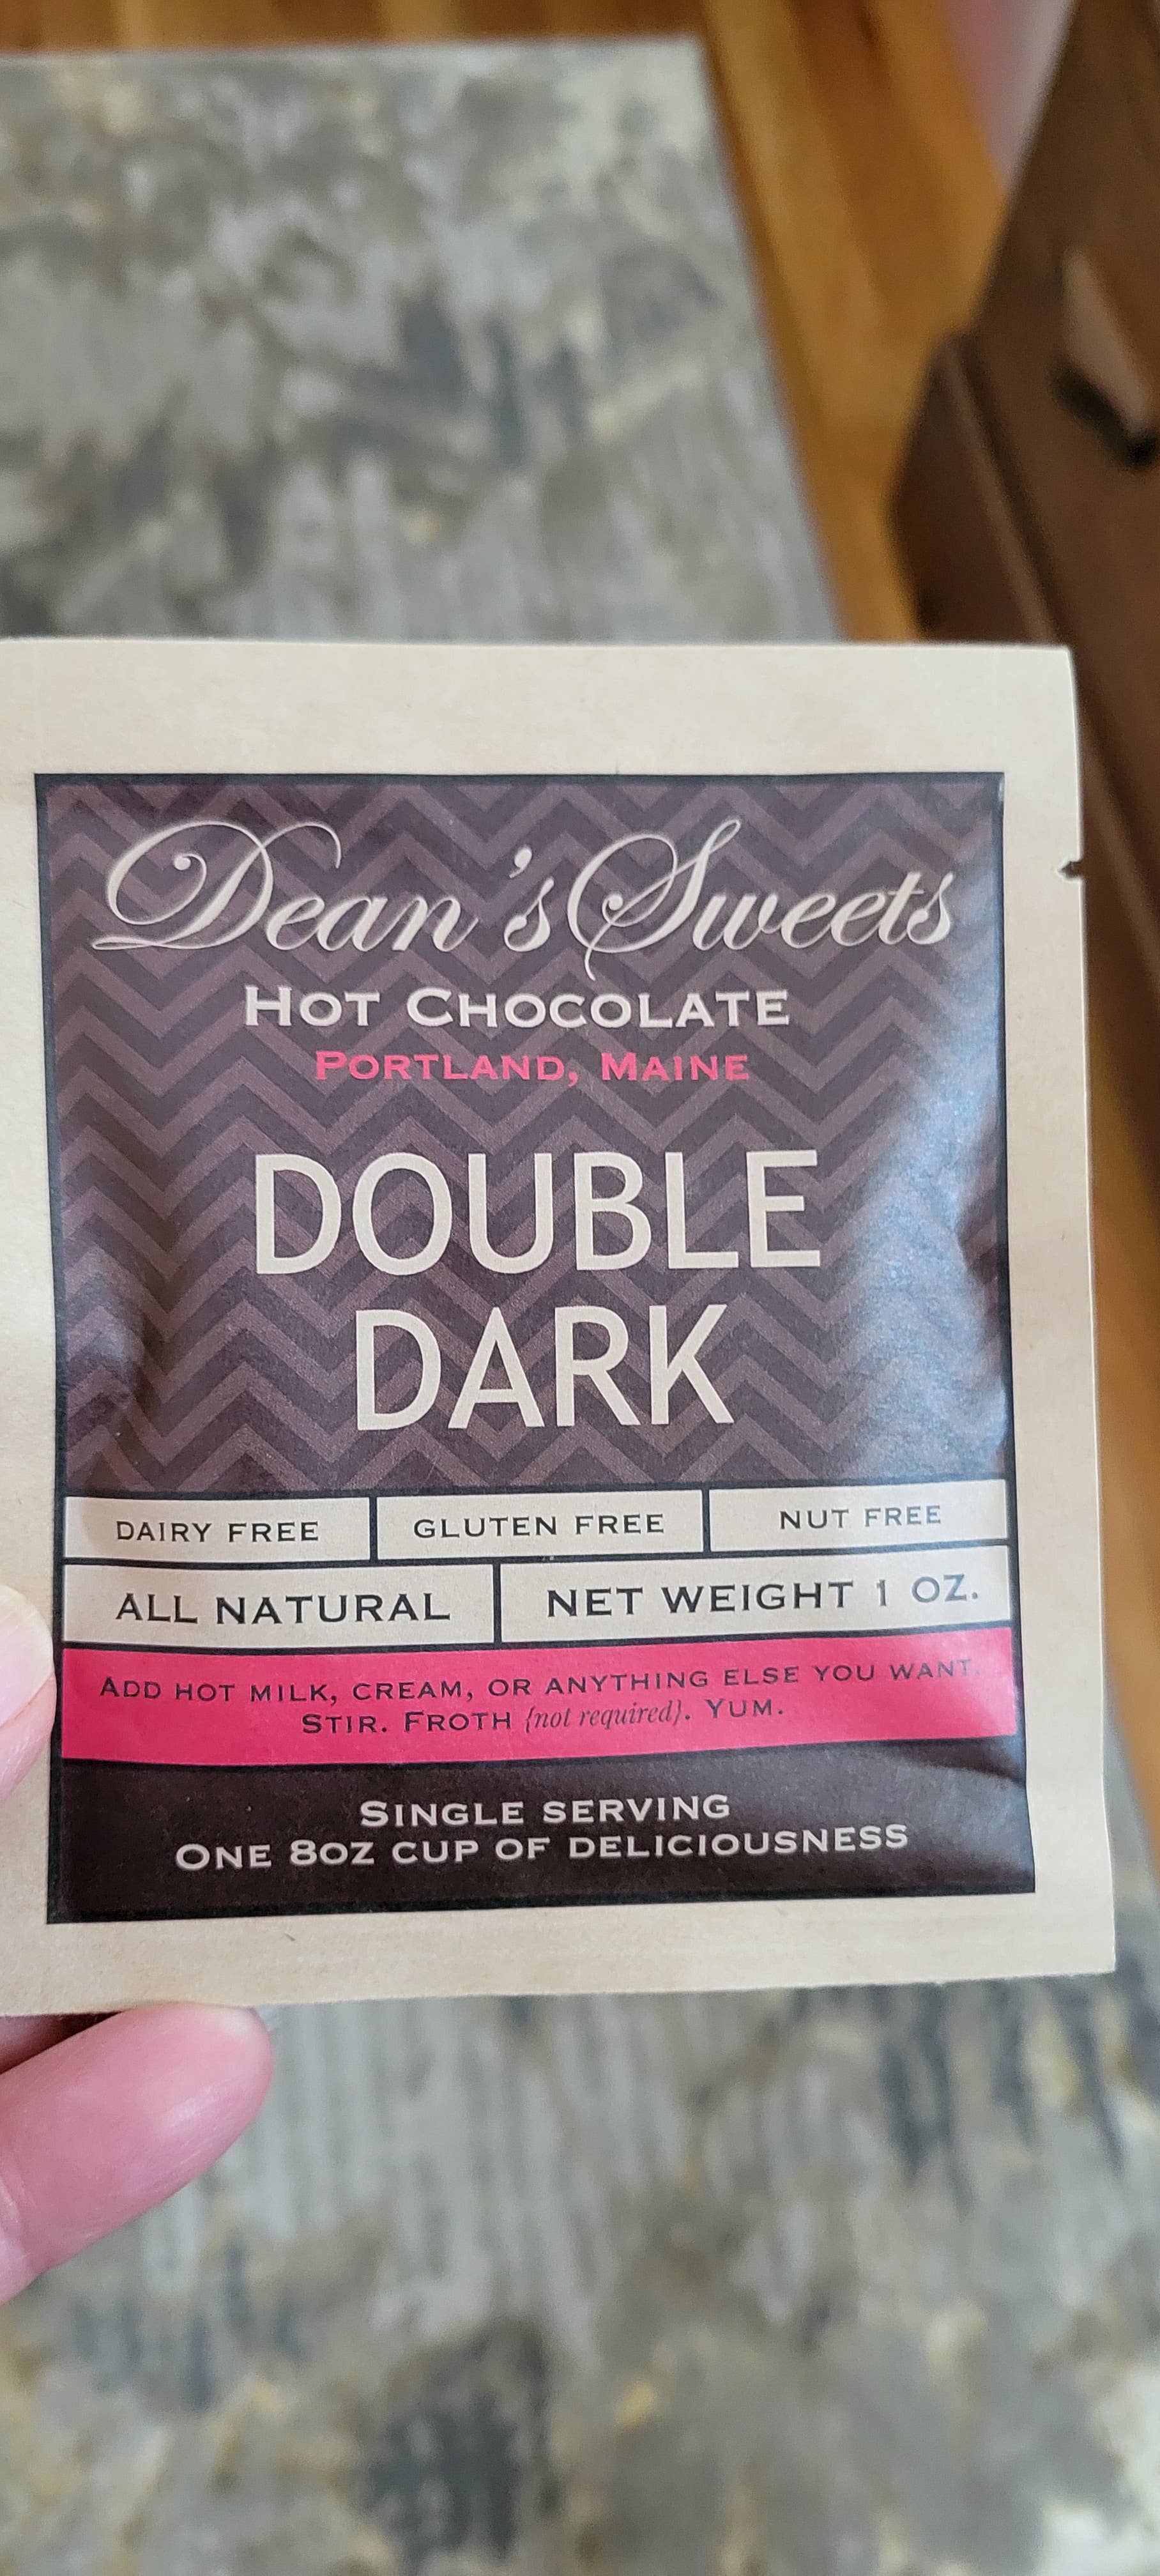 Dean's Sweets
Hot Chocolate
Portland, Maine
DOUBLE
DARK
DAIRY FREE
GLUTEN FREE
NUT FREE
ALL NATURAL
NET WEIGHT 1 OZ.
Add hot milk, cream, or anything else you want.
Stir. Froth {not required}. Yum.
Single serving
One 8oz cup of deliciousness